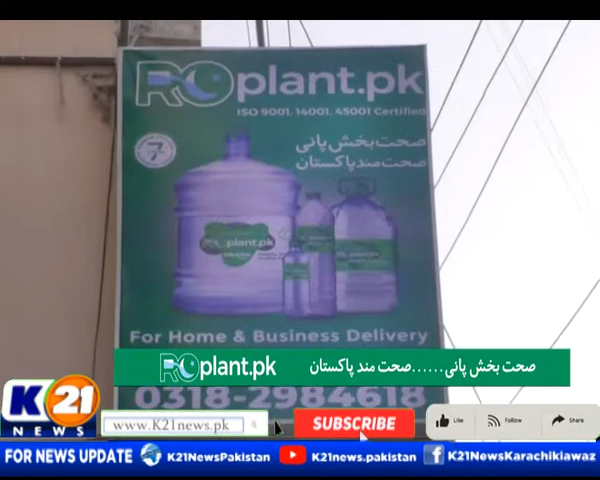 ROplant.pk
ISO 9001, 14001, 45001 Certified
صحت بخش پانی
صحت مند پاکستان
7
plant.pk
For Home & Business Delivery
ROplant.pk
صحت بخش پانی......صحت مند پاکستان
0318-2984618
K21
NEWS
www.K21news.pk
SUBSCRIBE
Like
Follow
Share
FOR NEWS UPDATE K21NewsPakistan K21news.pakistan K21NewsKarachikiawaz